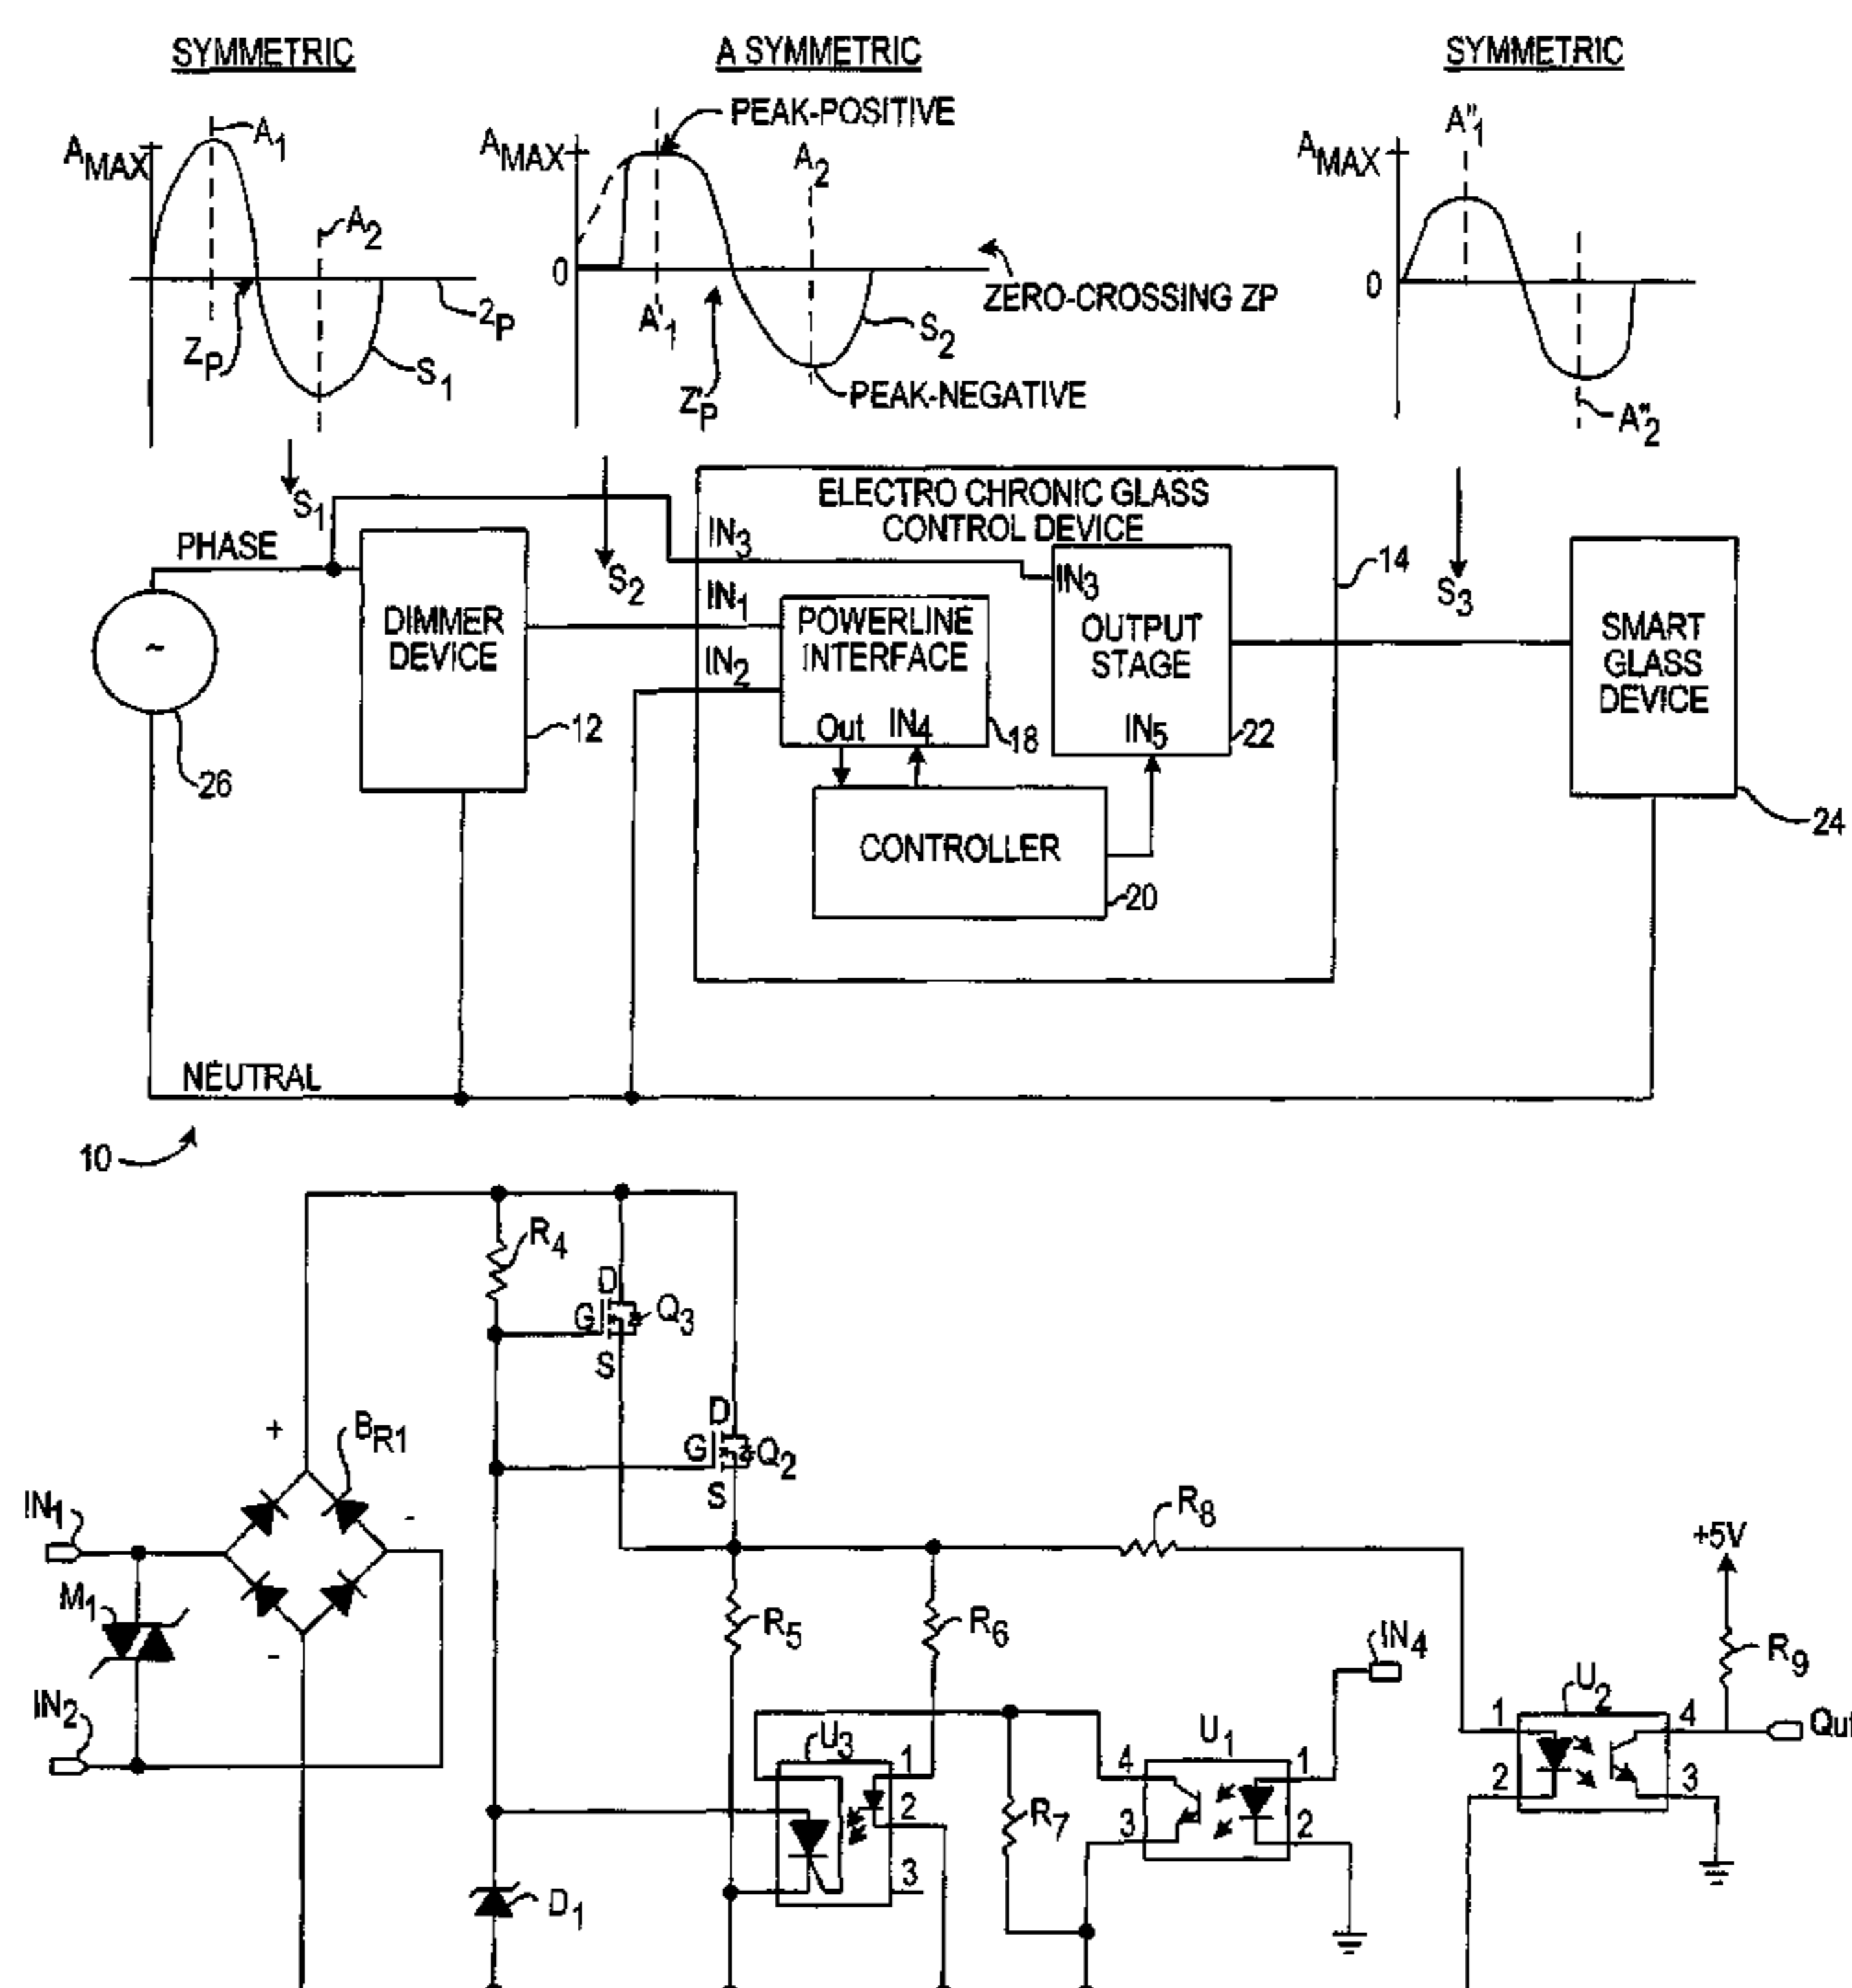 SYMMETRIC
A SYMMETRIC
SYMMETRIC
AMAX
A1
A2
ZP
2P
S1
AMAX
PEAK-POSITIVE
A2
0
A'1
Z'P
ZERO-CROSSING ZP
S2
PEAK-NEGATIVE
AMAX
A"1
0
A"2
S1
S2
S3
PHASE
~
26
DIMMER
DEVICE
12
ELECTRO CHRONIC GLASS
CONTROL DEVICE
14
IN3
IN1
IN2
POWERLINE
INTERFACE
Out
IN4
18
IN3
OUTPUT
STAGE
IN5
22
CONTROLLER
20
SMART
GLASS
DEVICE
24
NEUTRAL
10
R4
D
G
Q3
S
D
G
Q2
S
+
BR1
-
-
IN1
M1
IN2
R8
R5
R6
IN4
+5V
R9
U2
1
4
2
3
Qut
U3
1
2
3
R7
U1
4
1
3
2
D1